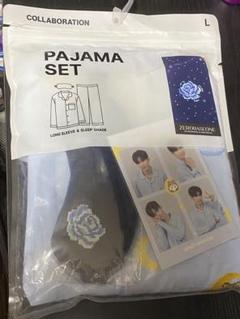 COLLABORATION
L
PAJAMA
SET
LONG SLEEVE & SLEEP SHADE
ZEROBASEONE